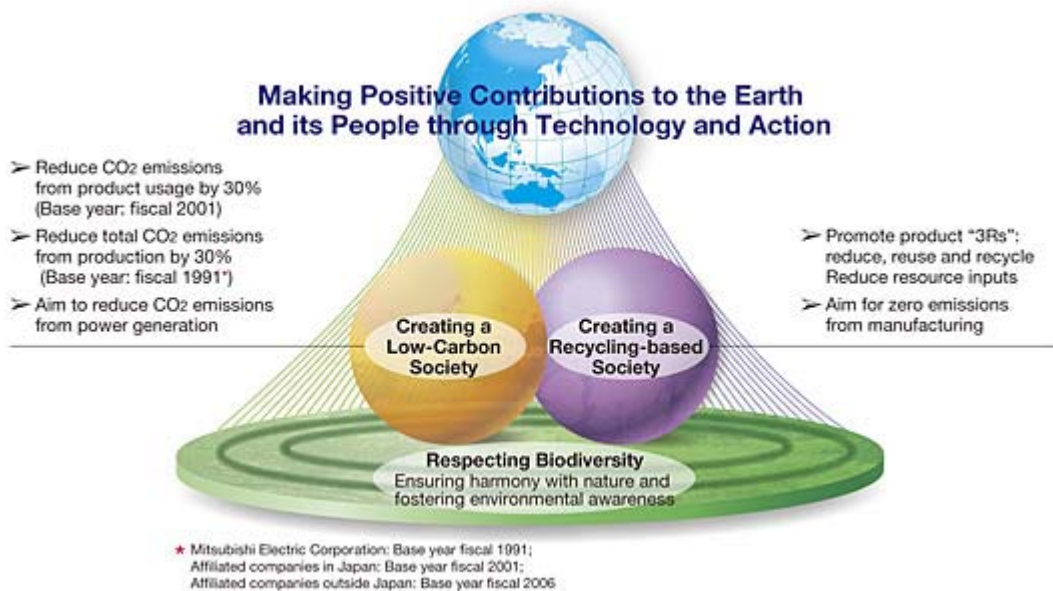 Making Positive Contributions to the Earth
and its People through Technology and Action
➢ Reduce CO2 emissions
from product usage by 30%
(Base year: fiscal 2001)
➢ Reduce total CO2 emissions
from production by 30%
(Base year: fiscal 1991*)
➢ Aim to reduce CO2 emissions
from power generation
➢ Promote product “3Rs”:
reduce, reuse and recycle
Reduce resource inputs
➢ Aim for zero emissions
from manufacturing
Creating a
Low-Carbon
Society
Creating a
Recycling-based
Society
Respecting Biodiversity
Ensuring harmony with nature and
fostering environmental awareness
★ Mitsubishi Electric Corporation: Base year fiscal 1991;
Affiliated companies in Japan: Base year fiscal 2001;
Affiliated companies outside Japan: Base year fiscal 2006